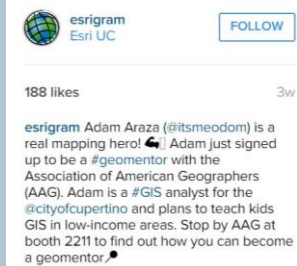 esrigram
Esri UC
FOLLOW
188 likes
3w
esrigram Adam Araza (@itsmeodom) is a
real mapping hero! 💪🏻 Adam just signed
up to be a #geomentor with the
Association of American Geographers
(AAG). Adam is a #GIS analyst for the
@cityofcupertino and plans to teach kids
GIS in low-income areas. Stop by AAG at
booth 2211 to find out how you can become
a geomentor📍